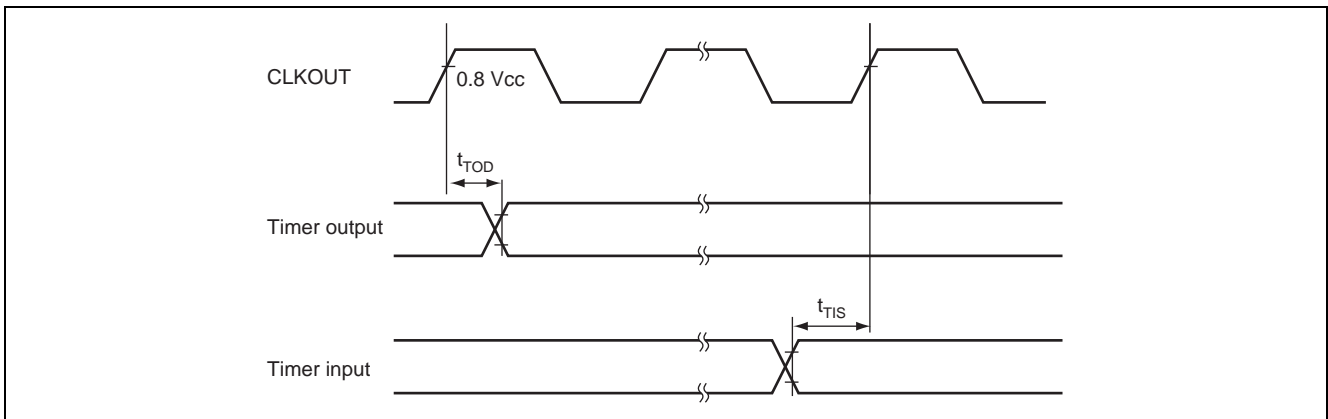 CLKOUT
0.8 Vcc
tTOD
Timer output
tTIS
Timer input